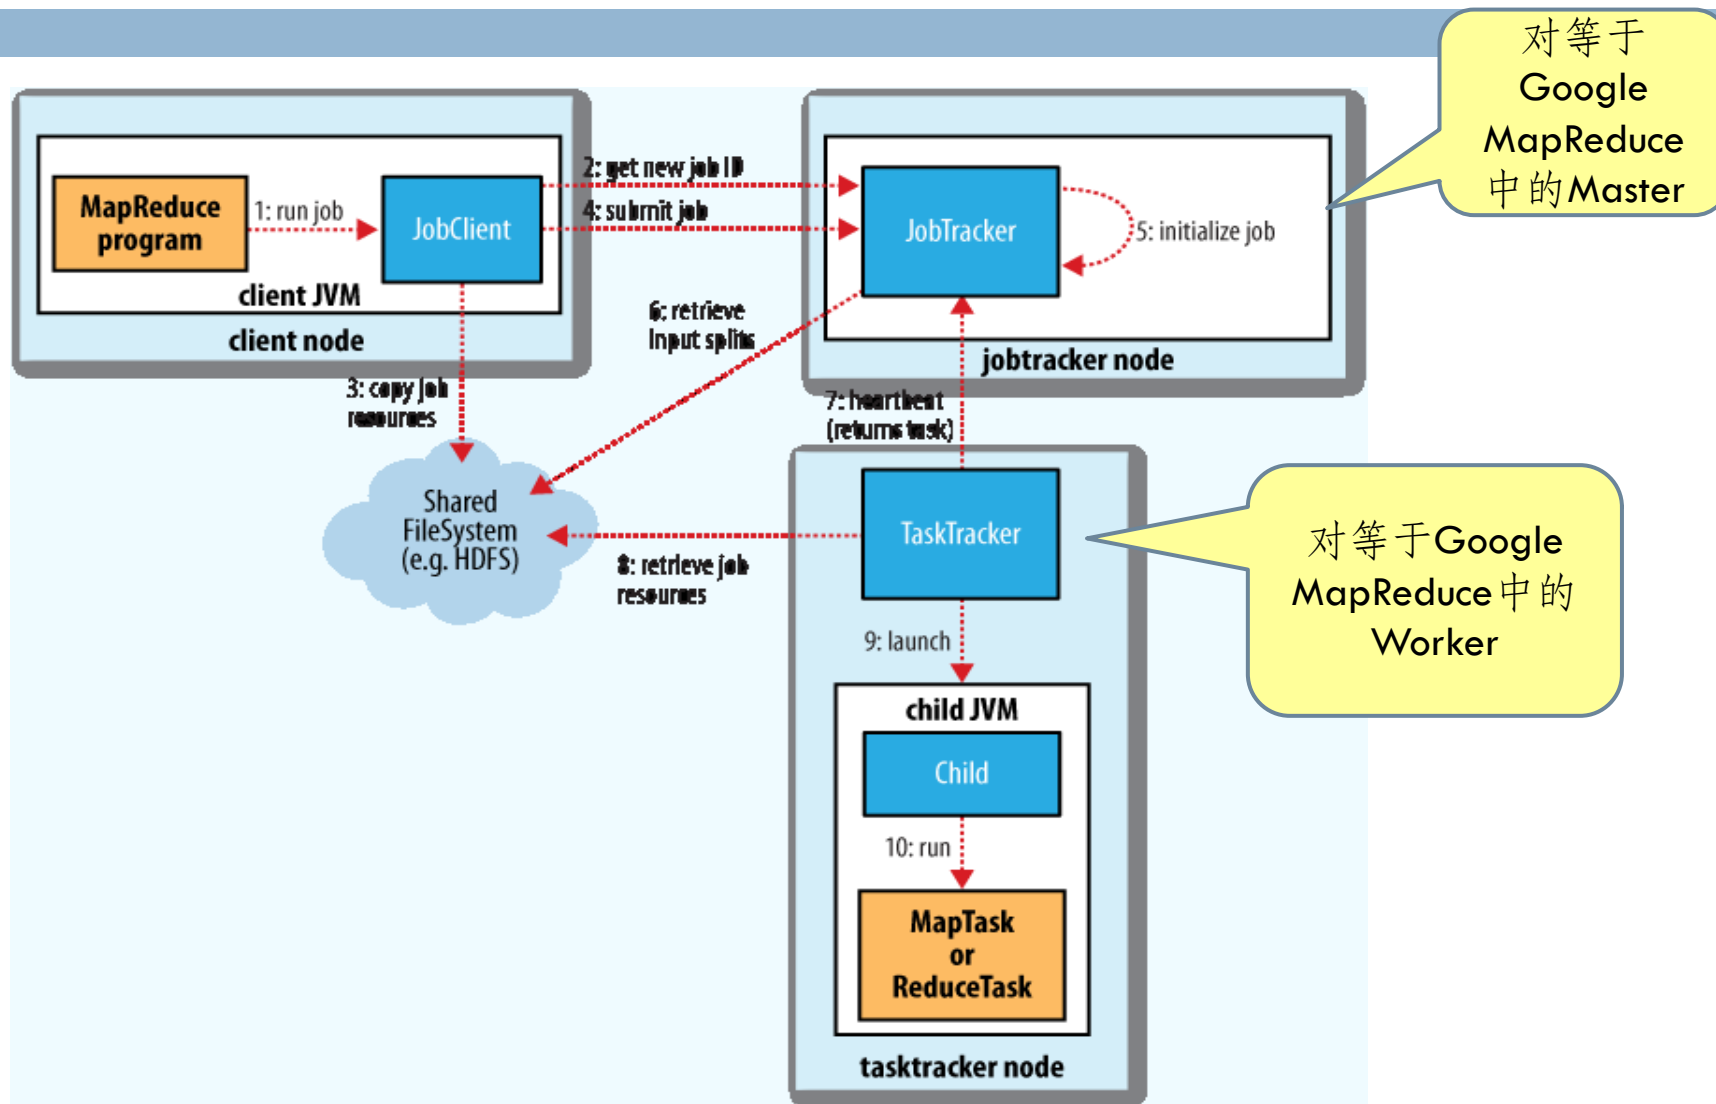 对等于
Google
MapReduce
中的Master
MapReduce
program
1: run job
JobClient
client JVM
client node
2: get new job ID
4: submit job
JobTracker
5: initialize job
jobtracker node
3: copy job
resources
6: retrieve
input splits
7: heartbeat
(returns task)
Shared
FileSystem
(e.g. HDFS)
8: retrieve job
resources
TaskTracker
对等于Google
MapReduce中的
Worker
9: launch
child JVM
Child
10: run
MapTask
or
ReduceTask
tasktracker node